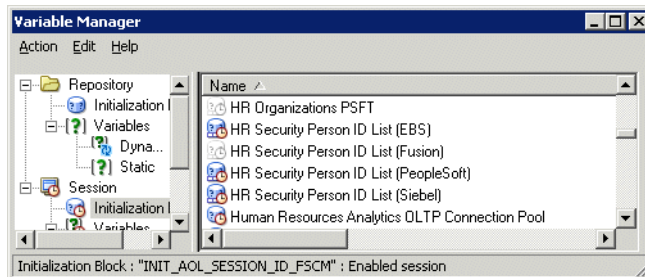 Variable Manager
Action Edit Help
Repository
Initialization
Variables
Dyna...
Static
Session
Initialization
Variables
Name
HR Organizations PSFT
HR Security Person ID List (EBS)
HR Security Person ID List (Fusion)
HR Security Person ID List (PeopleSoft)
HR Security Person ID List (Siebel)
Human Resources Analytics OLTP Connection Pool
Initialization Block : "INIT_AOL_SESSION_ID_FSCM" : Enabled session